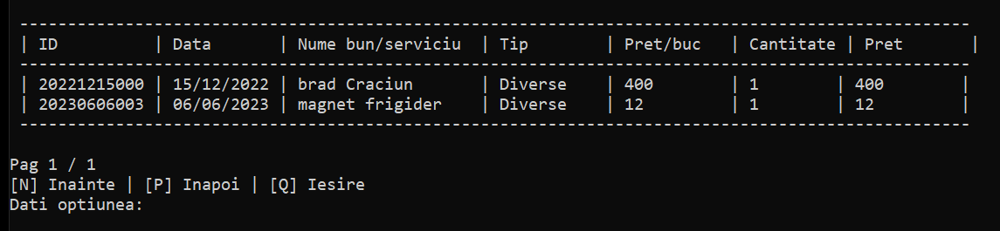 ---------------------------------------------------------------------------------------------------
| ID          | Data       | Nume bun/serviciu  | Tip        | Pret/buc   | Cantitate | Pret       |
---------------------------------------------------------------------------------------------------
| 20221215000 | 15/12/2022 | brad Craciun       | Diverse    | 400        | 1        | 400        |
| 20230606003 | 06/06/2023 | magnet frigider    | Diverse    | 12         | 1        | 12         |
---------------------------------------------------------------------------------------------------
Pag 1 / 1
[N] Inainte | [P] Inapoi | [Q] Iesire
Dati optiunea: